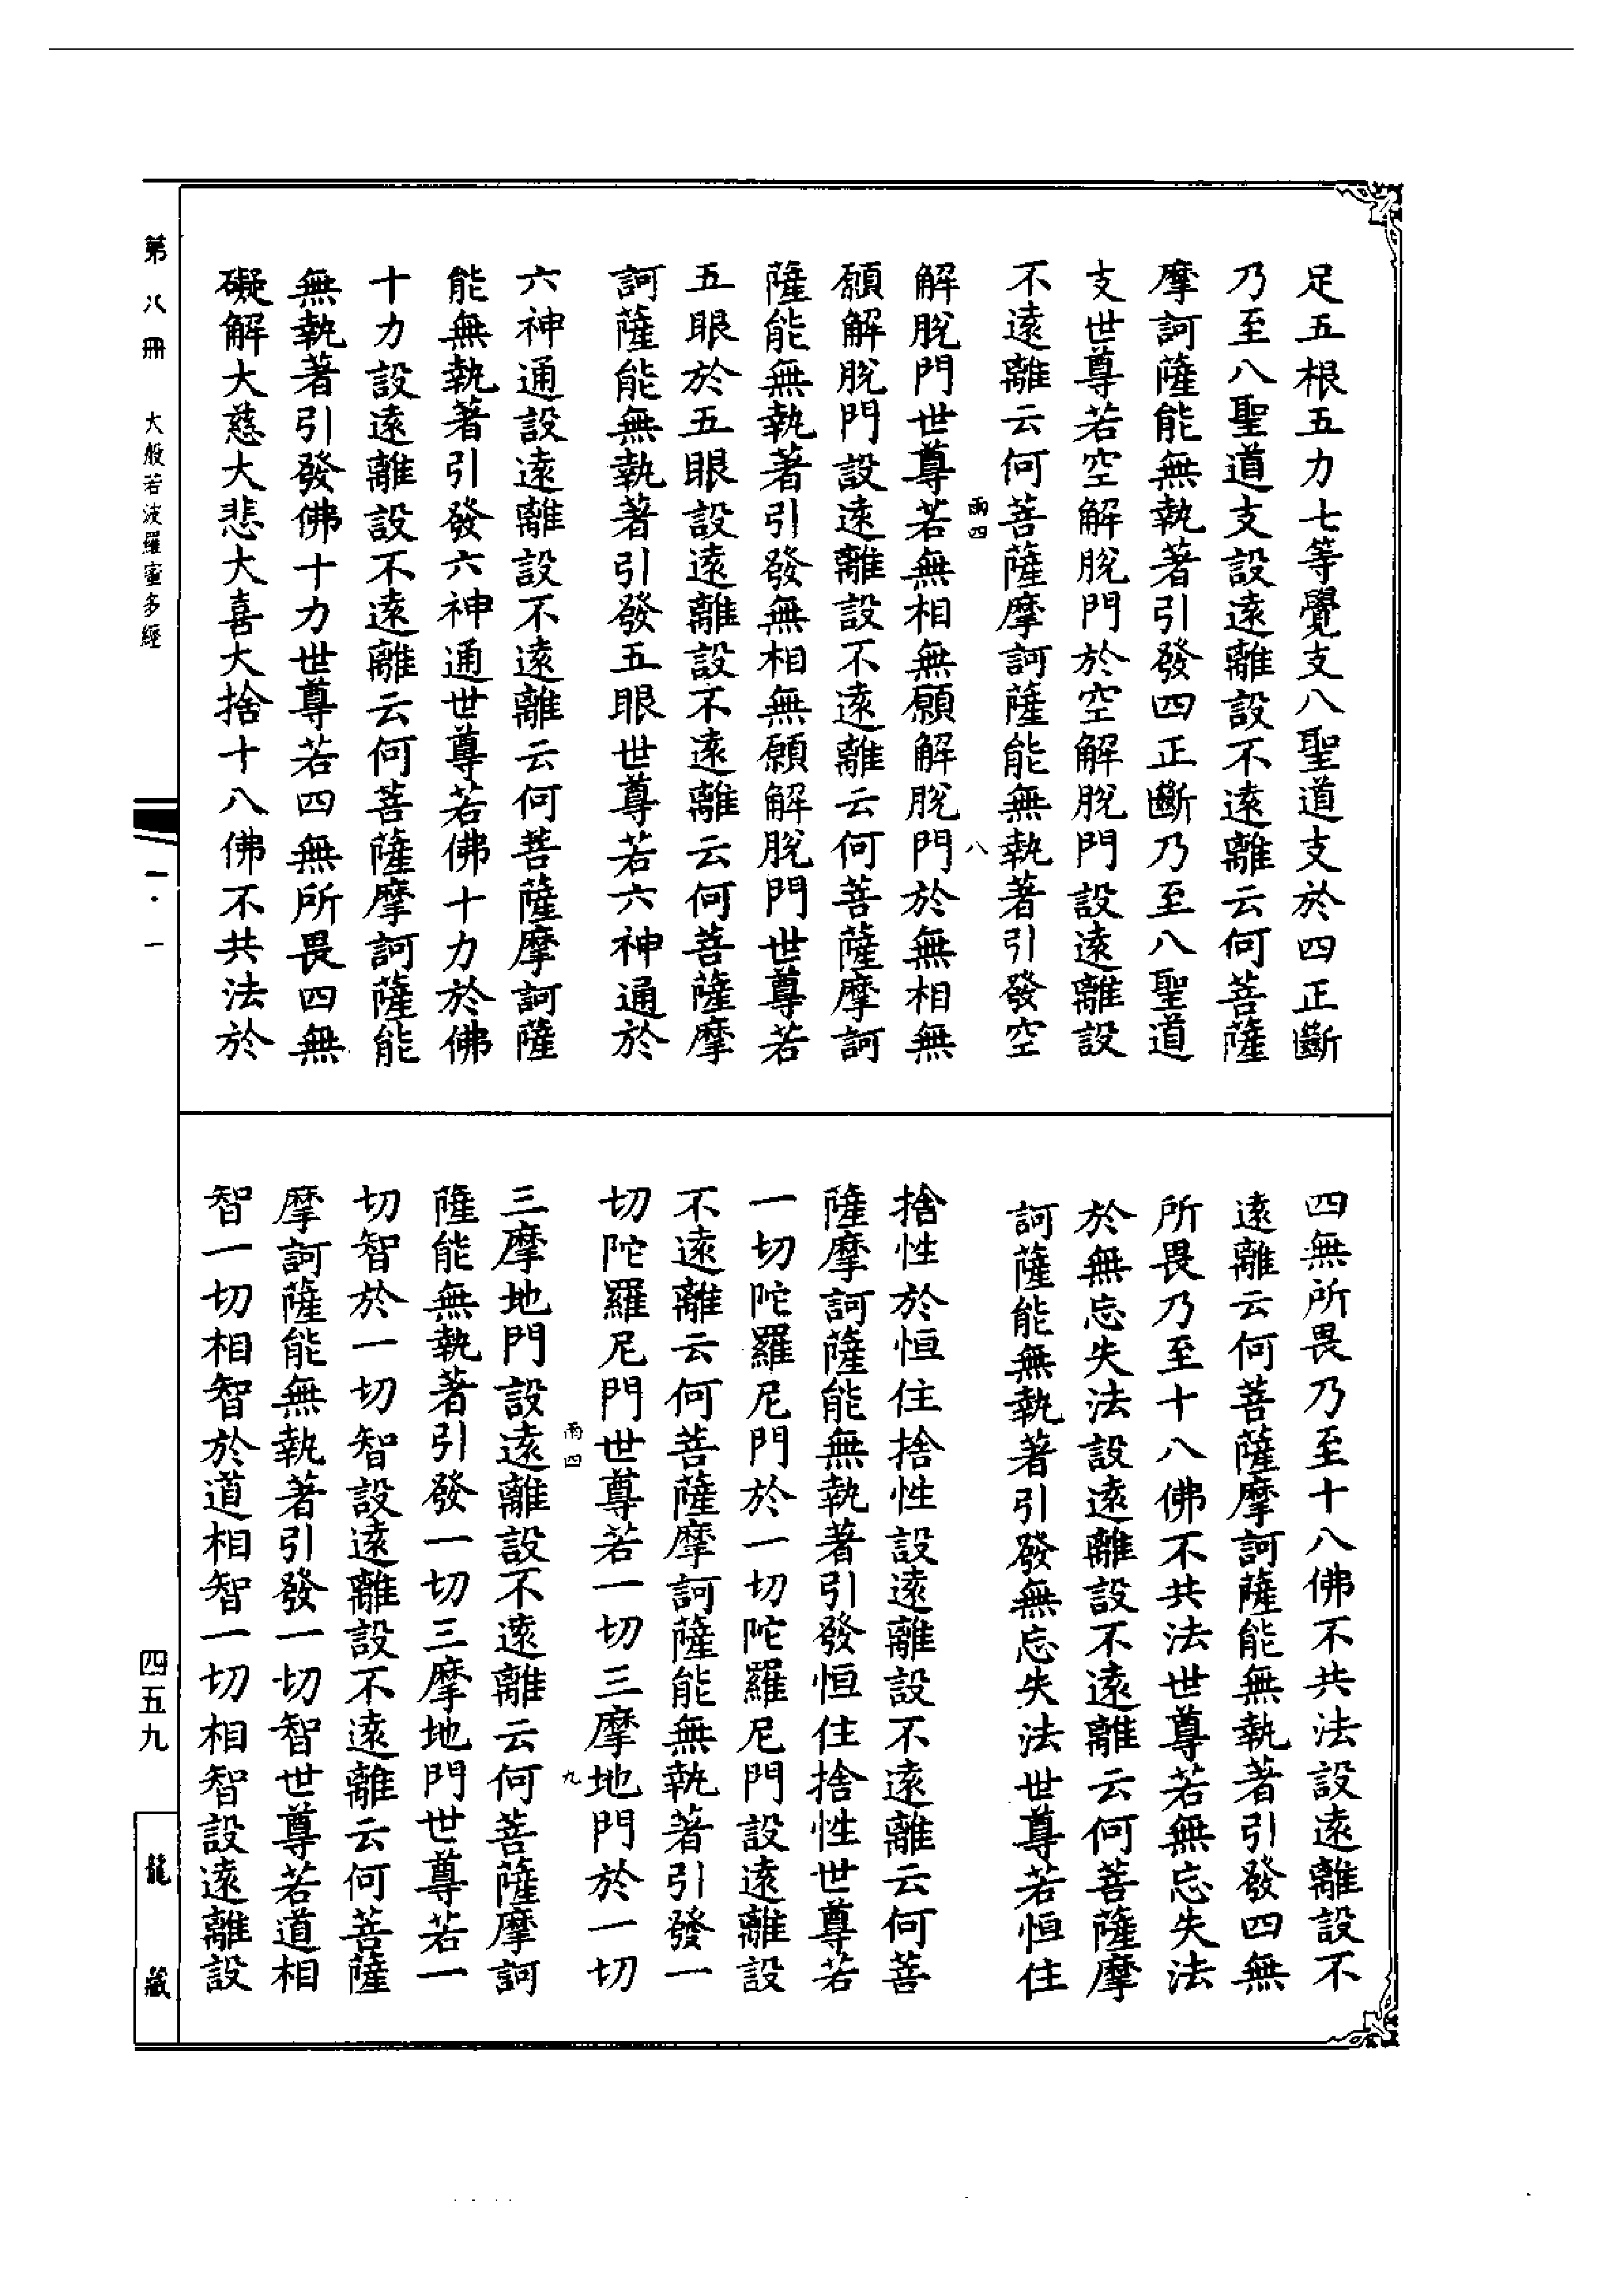 足五根五力七等覺支八聖道支於四正斷
乃至八聖道支設遠離設不遠離云何菩薩
摩訶薩能無執著引發四正斷乃至八聖道
支世尊若空解脫門於空解脫門設遠離設
不遠離云何菩薩摩訶薩能無執著引發空
雨四
八
解脫門世尊若無相無願解脫門於無相無
願解脫門設遠離設不遠離云何菩薩摩訶
薩能無執著引發無相無願解脫門世尊若
五眼於五眼設遠離設不遠離云何菩薩摩
訶薩能無執著引發五眼世尊若六神通於
六神通設遠離設不遠離云何菩薩摩訶薩
能無執著引發六神通世尊若佛十力於佛
十力設遠離設不遠離云何菩薩摩訶薩能
無執著引發佛十力世尊若四無所畏四無
礙解大慈大悲大喜大捨十八佛不共法於
四無所畏乃至十八佛不共法設遠離設不
遠離云何菩薩摩訶薩能無執著引發四無
所畏乃至十八佛不共法世尊若無忘失法
於無忘失法設遠離設不遠離云何菩薩摩
訶薩能無執著引發無忘失法世尊若恒住
捨性於恒住捨性設遠離設不遠離云何菩
薩摩訶薩能無執著引發恒住捨性世尊若
一切陀羅尼門於一切陀羅尼門設遠離設
不遠離云何菩薩摩訶薩能無執著引發一
切陀羅尼門世尊若一切三摩地門於一切
雨四
九
三摩地門設遠離設不遠離云何菩薩摩訶
薩能無執著引發一切三摩地門世尊若一
切智於一切智設遠離設不遠離云何菩薩
摩訶薩能無執著引發一切智世尊若道相
智一切相智於道相智一切相智設遠離設
第八冊
大般若波羅蜜多經
一·一
四五九
龍藏